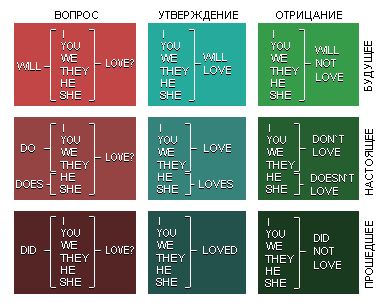 ВОПРОС УТВЕРЖДЕНИЕ ОТРИЦАНИЕ
WILL
I
YOU
WE
THEY
HE
SHE
LOVE?
I
YOU
WE
THEY
HE
SHE
WILL
LOVE
I
YOU
WE
THEY
HE
SHE
WILL
NOT
LOVE
БУДУЩЕЕ
DO
DOES
I
YOU
WE
THEY
HE
SHE
LOVE?
I
YOU
WE
THEY
HE
SHE
LOVE
LOVES
I
YOU
WE
THEY
HE
SHE
DON'T
LOVE
DOESN'T
LOVE
НАСТОЯЩЕЕ
DID
I
YOU
WE
THEY
HE
SHE
LOVE?
I
YOU
WE
THEY
HE
SHE
LOVED
I
YOU
WE
THEY
HE
SHE
DID
NOT
LOVE
ПРОШЕДШЕЕ